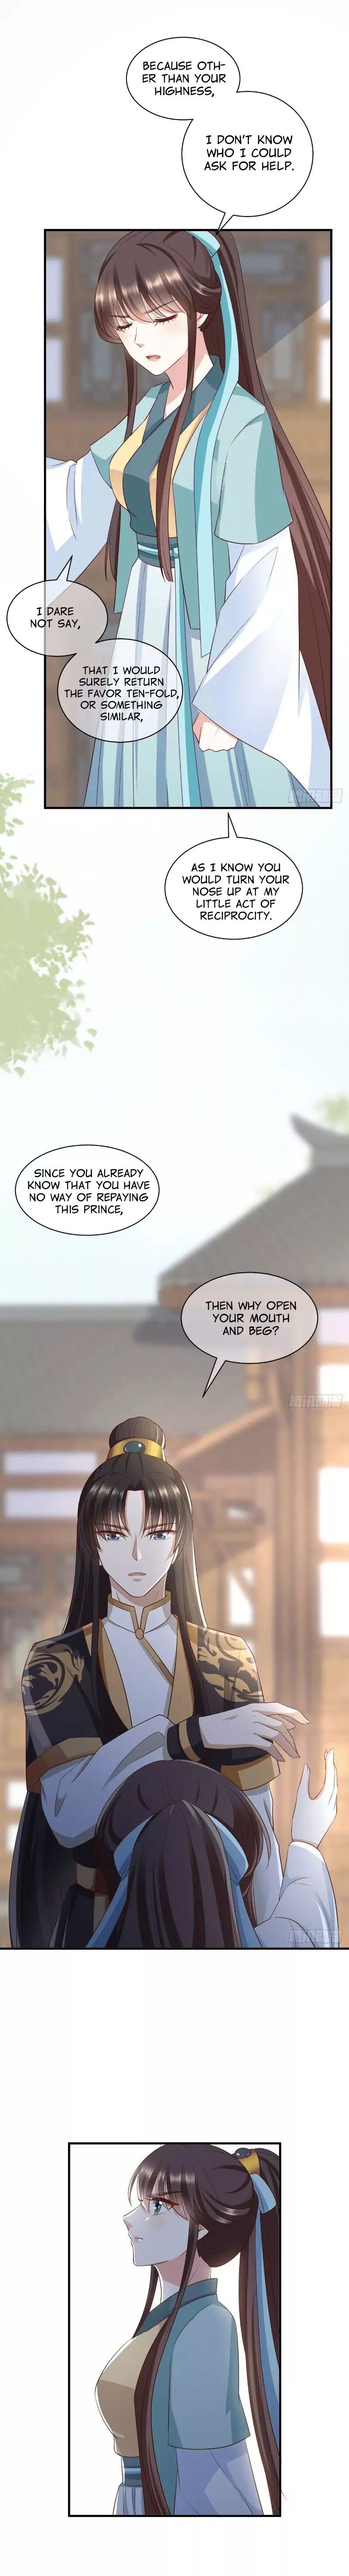 BECAUSE OTH-
ER THAN YOUR
HIGHNESS,
I DON'T KNOW
WHO I COULD
ASK FOR HELP.
I DARE
NOT SAY,
THAT I WOULD
SURELY RETURN
THE FAVOR TEN-FOLD,
OR SOMETHING
SIMILAR,
AS I KNOW YOU
WOULD TURN YOUR
NOSE UP AT MY
LITTLE ACT OF
RECIPROCITY.
SINCE YOU ALREADY
KNOW THAT YOU HAVE
NO WAY OF REPAYING
THIS PRINCE,
THEN WHY OPEN
YOUR MOUTH
AND BEG?